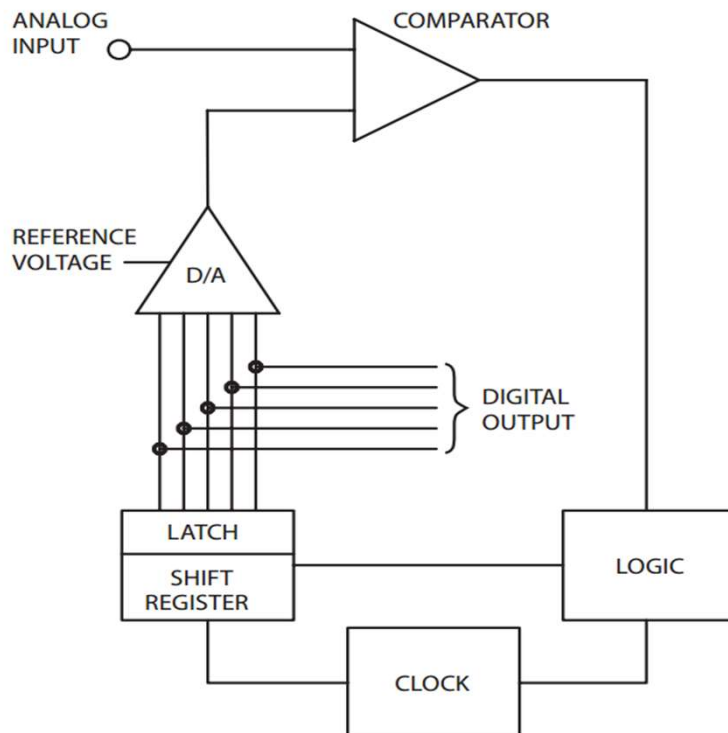 ANALOG
INPUT
COMPARATOR
REFERENCE
VOLTAGE
D/A
DIGITAL
OUTPUT
LATCH
SHIFT
REGISTER
LOGIC
CLOCK